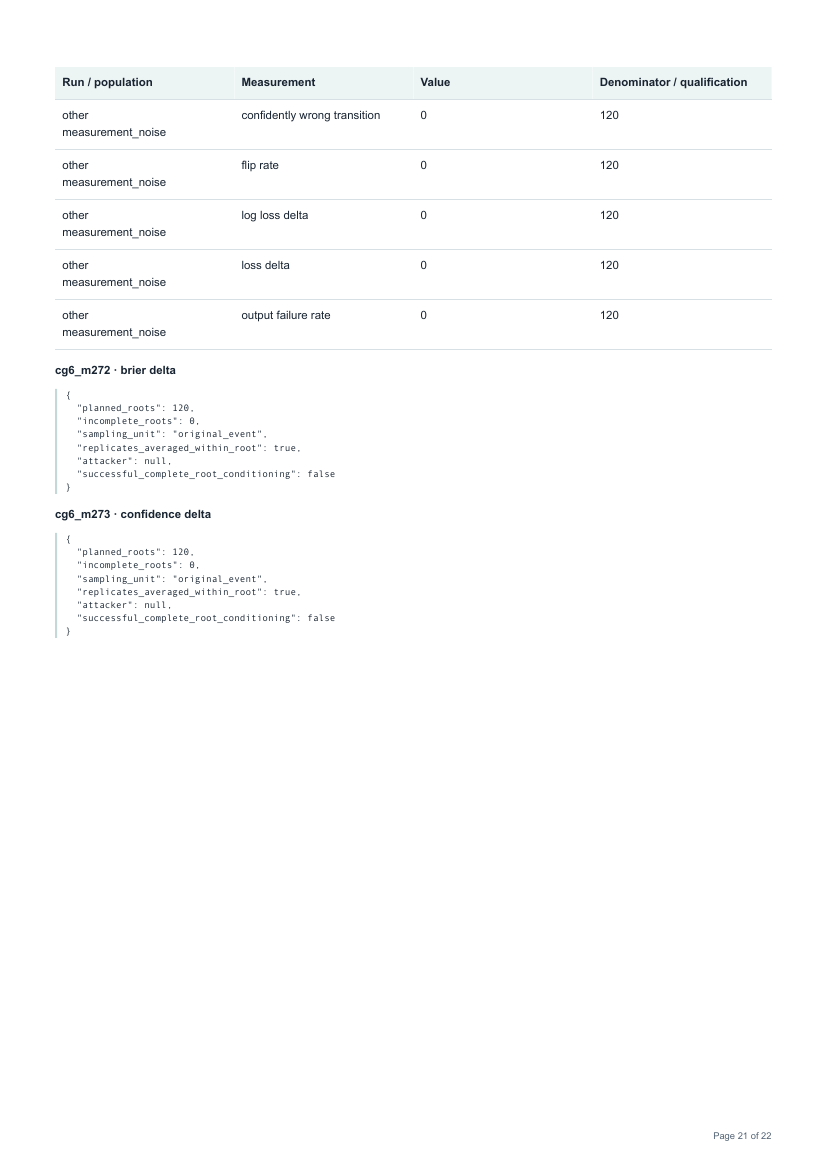 Run / population Measurement Value Denominator / qualification
other
measurement_noise confidently wrong transition 0 120
other
measurement_noise flip rate 0 120
other
measurement_noise log loss delta 0 120
other
measurement_noise loss delta 0 120
other
measurement_noise output failure rate 0 120
cg6_m272 · brier delta
{
  "planned_roots": 120,
  "incomplete_roots": 0,
  "sampling_unit": "original_event",
  "replicates_averaged_within_root": true,
  "attacker": null,
  "successful_complete_root_conditioning": false
}
cg6_m273 · confidence delta
{
  "planned_roots": 120,
  "incomplete_roots": 0,
  "sampling_unit": "original_event",
  "replicates_averaged_within_root": true,
  "attacker": null,
  "successful_complete_root_conditioning": false
}
Page 21 of 22